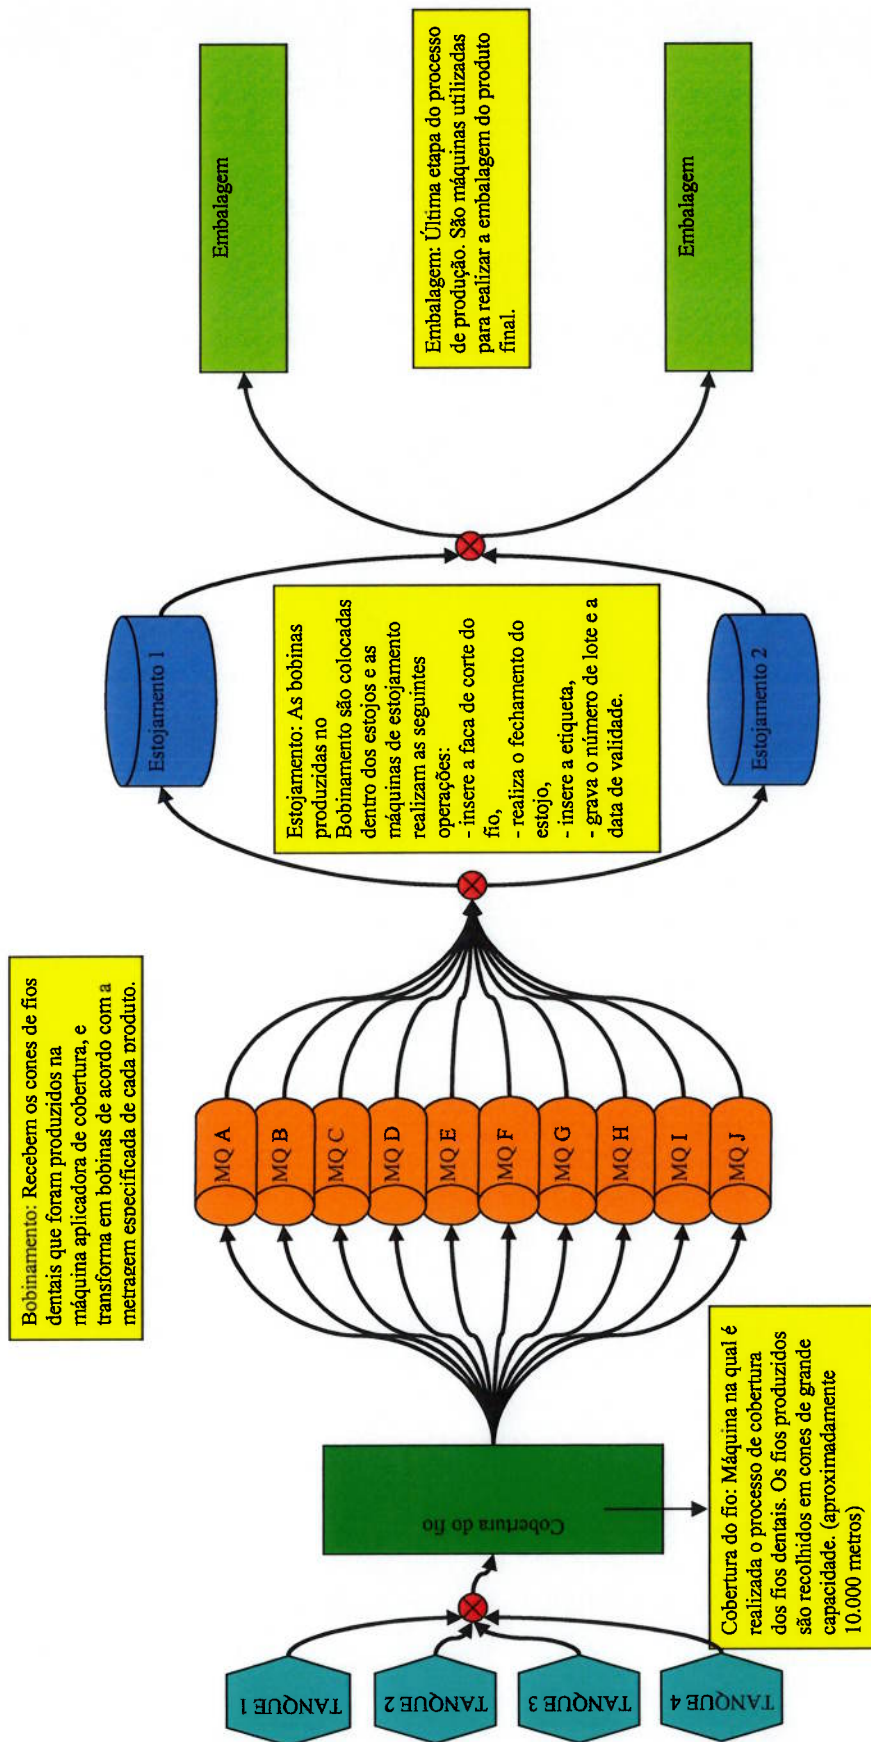 TANQUE 1
TANQUE 2
TANQUE 3
TANQUE 4
Cobertura do fio
Cobertura do fio: Máquina na qual é
realizada o processo de cobertura
dos fios dentais. Os fios produzidos
são recolhidos em cones de grande
capacidade. (aproximadamente
10.000 metros)
Bobinamento: Recebem os cones de fios
dentais que foram produzidos na
máquina aplicadora de cobertura, e
transforma em bobinas de acordo com a
metragem especificada de cada produto.
MQ A
MQ B
MQ C
MQ D
MQ E
MQ F
MQ G
MQ H
MQ I
MQ J
Estojamento 1
Estojamento: As bobinas
produzidas no
Bobinamento são colocadas
dentro dos estojos e as
máquinas de estojamento
realizam as seguintes
operações:
- insere a faca de corte do
fio,
- realiza o fechamento do
estojo,
- insere a etiqueta,
- grava o número de lote e a
data de validade.
Estojamento 2
Embalagem
Embalagem: Última etapa do processo
de produção. São máquinas utilizadas
para realizar a embalagem do produto
final.
Embalagem